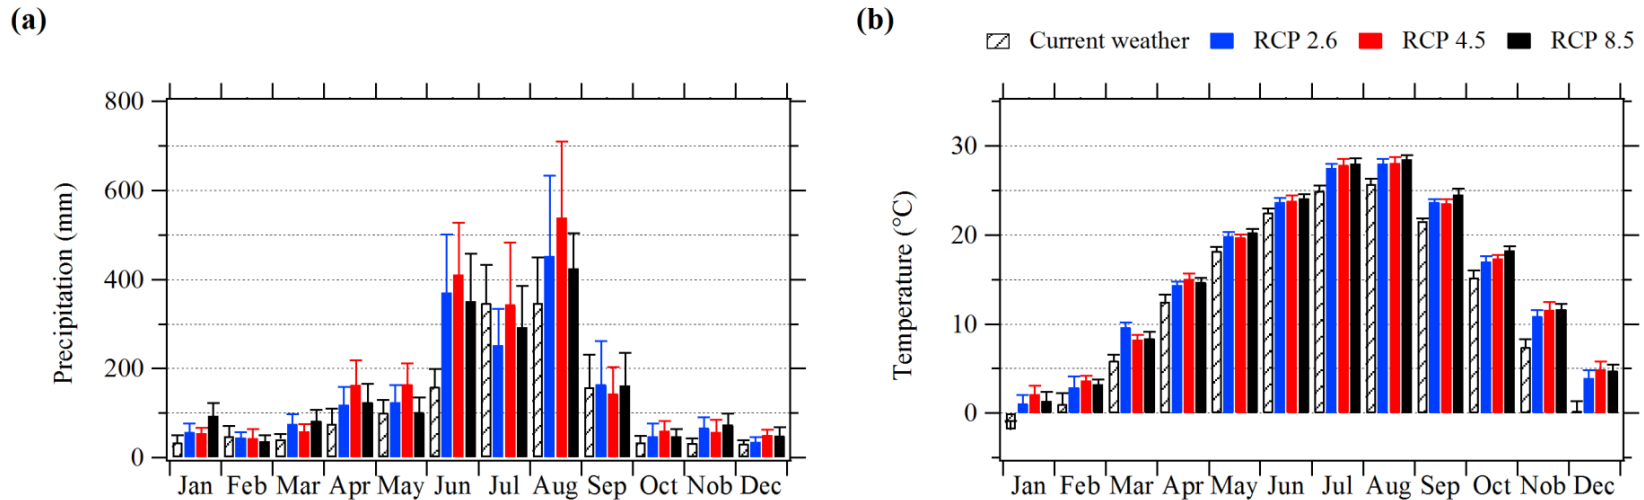 (a)
(b)
Current weather RCP 2.6 RCP 4.5 RCP 8.5
Precipitation (mm)
800
600
400
200
0
Jan Feb Mar Apr May Jun Jul Aug Sep Oct Nob Dec
Temperature (°C)
30
20
10
0
Jan Feb Mar Apr May Jun Jul Aug Sep Oct Nob Dec